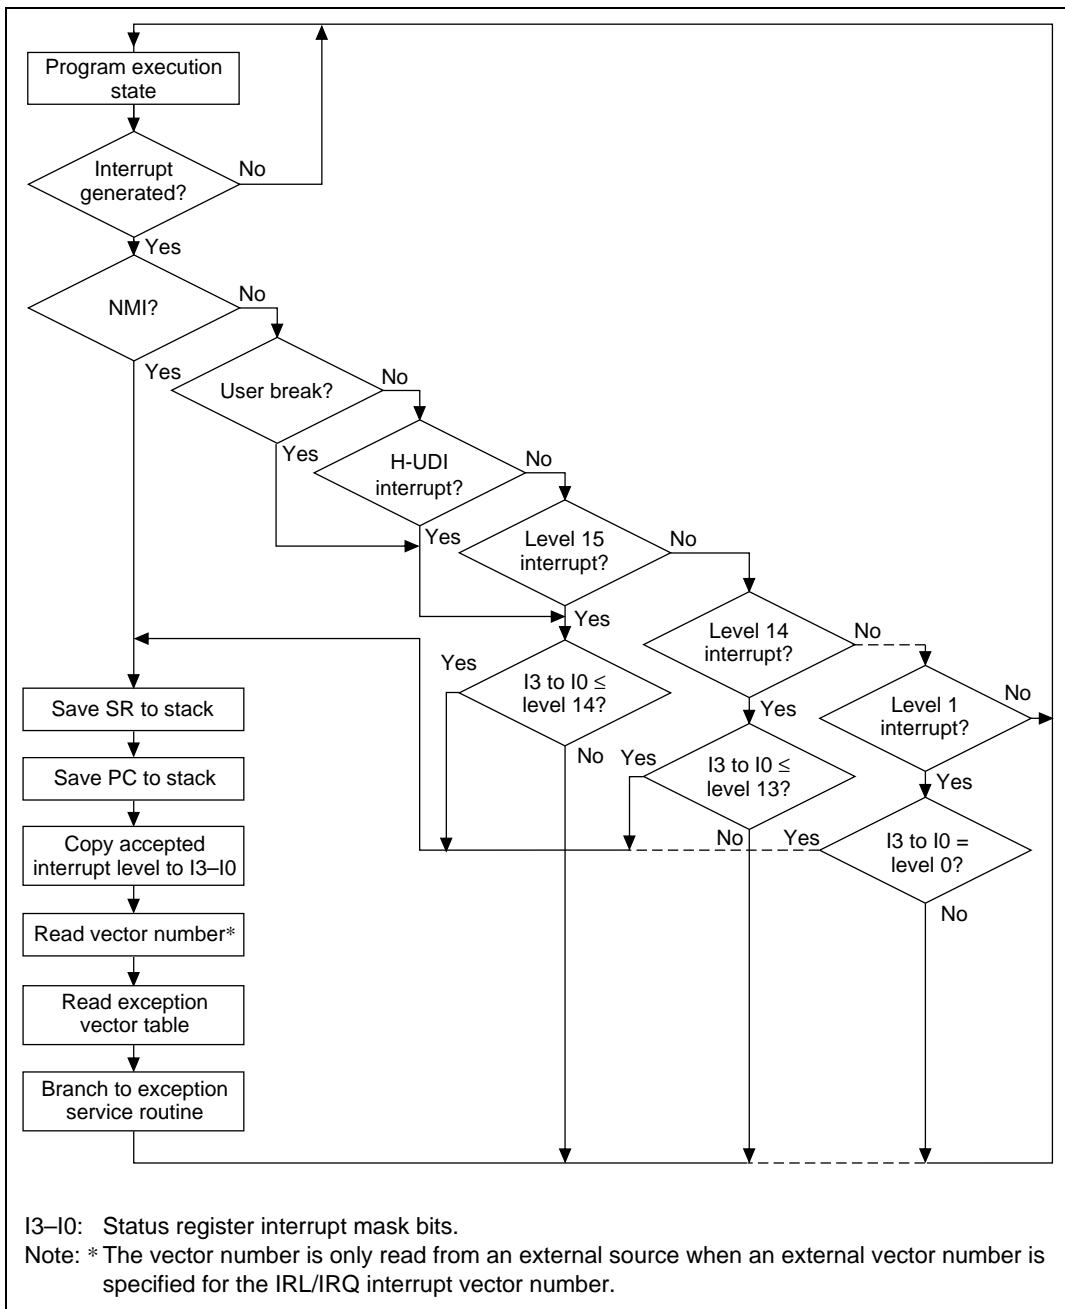 Program execution
state
Interrupt
generated?
No
Yes
NMI?
No
Yes
User break?
No
Yes
H-UDI
interrupt?
No
Yes
Level 15
interrupt?
No
Yes
Level 14
interrupt?
No
Yes
Level 1
interrupt?
No
Yes
I3 to I0 ≤
level 14?
Yes
No
I3 to I0 ≤
level 13?
Yes
No
I3 to I0 =
level 0?
Yes
No
Save SR to stack
Save PC to stack
Copy accepted
interrupt level to I3–I0
Read vector number*
Read exception
vector table
Branch to exception
service routine
I3–I0: Status register interrupt mask bits.
Note: * The vector number is only read from an external source when an external vector number is
specified for the IRL/IRQ interrupt vector number.